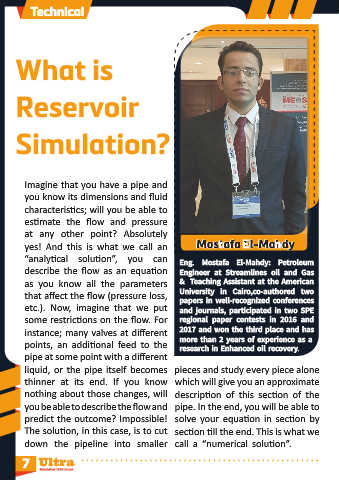 Technical
What is
Reservoir
Simulation?
Mostafa El-Mahdy
Eng. Mostafa El-Mahdy: Petroleum
Engineer at Streamlines oil and Gas
& Teaching Assistant at the American
University in Cairo,co-authored two
papers in well-recognized conferences
and journals, participated in two SPE
regional paper contests in 2016 and
2017 and won the third place and has
more than 2 years of experience as a
research in Enhanced oil recovery.
Imagine that you have a pipe and
you know its dimensions and fluid
characteristics; will you be able to
estimate the flow and pressure
at any other point? Absolutely
yes! And this is what we call an
“analytical solution”, you can
describe the flow as an equation
as you know all the parameters
that affect the flow (pressure loss,
etc.). Now, imagine that we put
some restrictions on the flow. For
instance; many valves at different
points, an additional feed to the
pipe at some point with a different
liquid, or the pipe itself becomes
thinner at its end. If you know
nothing about those changes, will
you be able to describe the flow and
predict the outcome? Impossible!
The solution, in this case, is to cut
down the pipeline into smaller
pieces and study every piece alone
which will give you an approximate
description of this section of the
pipe. In the end, you will be able to
solve your equation in section by
section till the end. This is what we
call a “numerical solution”.
7 Ultra